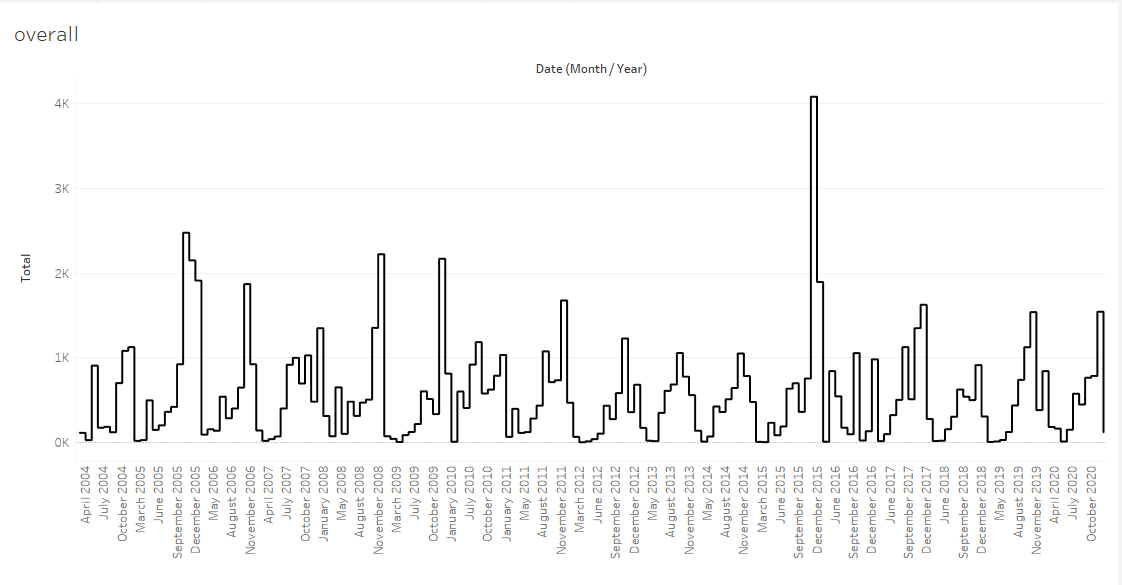 overall
Date (Month / Year)
4K
3K
2K
1K
0K
Total
April 2004
July 2004
October 2004
March 2005
June 2005
September 2005
December 2005
May 2006
August 2006
November 2006
April 2007
July 2007
October 2007
January 2008
May 2008
August 2008
November 2008
March 2009
July 2009
October 2009
January 2010
July 2010
October 2010
January 2011
May 2011
August 2011
November 2011
March 2012
June 2012
September 2012
December 2012
May 2013
August 2013
November 2013
May 2014
August 2014
November 2014
March 2015
June 2015
September 2015
December 2015
June 2016
September 2016
December 2016
June 2017
September 2017
December 2017
June 2018
September 2018
December 2018
May 2019
August 2019
November 2019
April 2020
July 2020
October 2020